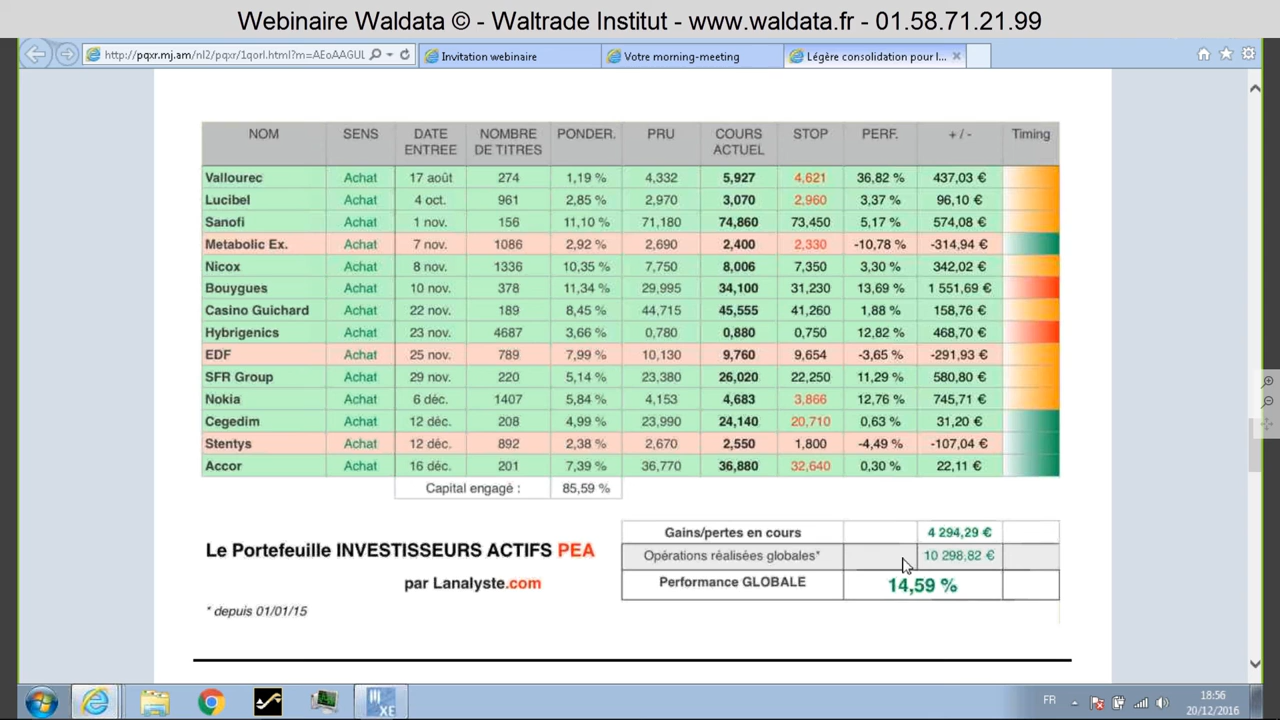 Webinaire Waldata © - Waltrade Institut - www.waldata.fr - 01.58.71.21.99
http://pqxr.mj.am/nl2/pqxr/1qorl.html?m=AEoAAGUL Invitation webinaire Votre morning-meeting Légère consolidation pour l...
NOM SENS DATE ENTREE NOMBRE DE TITRES PONDER. PRU COURS ACTUEL STOP PERF. + / - Timing
Vallourec Achat 17 août 274 1,19 % 4,332 5,927 4,621 36,82 % 437,03 €
Lucibel Achat 4 oct. 961 2,85 % 2,970 3,070 2,960 3,37 % 96,10 €
Sanofi Achat 1 nov. 156 11,10 % 71,180 74,860 73,450 5,17 % 574,08 €
Metabolic Ex. Achat 7 nov. 1086 2,92 % 2,690 2,400 2,330 -10,78 % -314,94 €
Nicox Achat 8 nov. 1336 10,35 % 7,750 8,006 7,350 3,30 % 342,02 €
Bouygues Achat 10 nov. 378 11,34 % 29,995 34,100 31,230 13,69 % 1 551,69 €
Casino Guichard Achat 22 nov. 189 8,45 % 44,715 45,555 41,260 1,88 % 158,76 €
Hybrigenics Achat 23 nov. 4687 3,66 % 0,780 0,880 0,750 12,82 % 468,70 €
EDF Achat 25 nov. 789 7,99 % 10,130 9,760 9,654 -3,65 % -291,93 €
SFR Group Achat 29 nov. 220 5,14 % 23,380 26,020 22,250 11,29 % 580,80 €
Nokia Achat 6 déc. 1407 5,84 % 4,153 4,683 3,866 12,76 % 745,71 €
Cegedim Achat 12 déc. 208 4,99 % 23,990 24,140 20,710 0,63 % 31,20 €
Stentys Achat 12 déc. 892 2,38 % 2,670 2,550 1,800 -4,49 % -107,04 €
Accor Achat 16 déc. 201 7,39 % 36,770 36,880 32,640 0,30 % 22,11 €
Capital engagé : 85,59 %
Gains/pertes en cours 4 294,29 €
Le Portefeuille INVESTISSEURS ACTIFS PEA
Opérations réalisées globales* 10 298,82 €
par Lanalyste.com
Performance GLOBALE 14,59 %
* depuis 01/01/15
XE
FR
18:56
20/12/2016